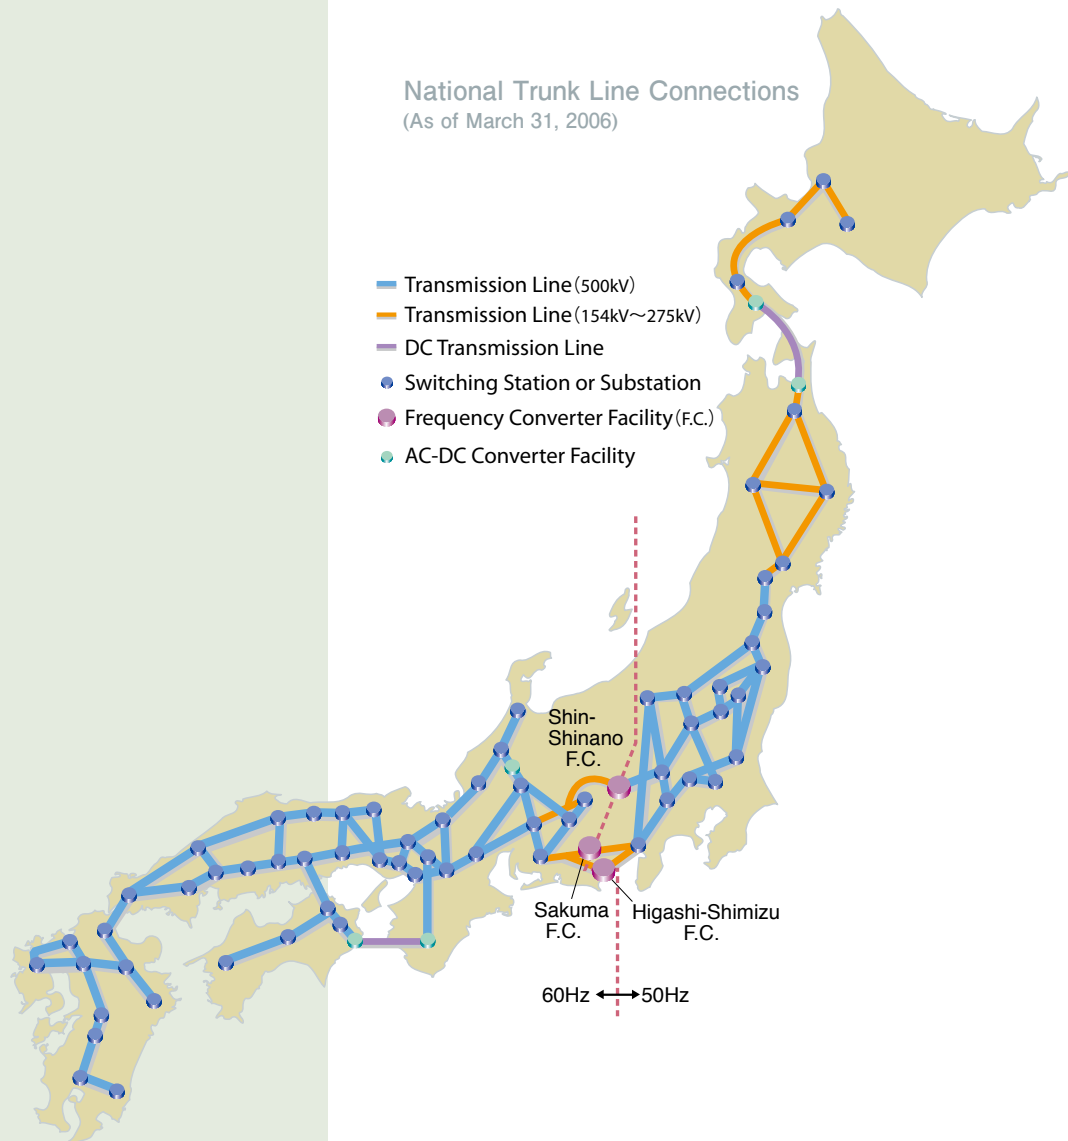 National Trunk Line Connections
(As of March 31, 2006)
Transmission Line（500kV）
Transmission Line（154kV～275kV）
DC Transmission Line
Switching Station or Substation
Frequency Converter Facility（F.C.）
AC-DC Converter Facility
Shin-
Shinano
F.C.
Sakuma
F.C.
Higashi-Shimizu
F.C.
60Hz
50Hz